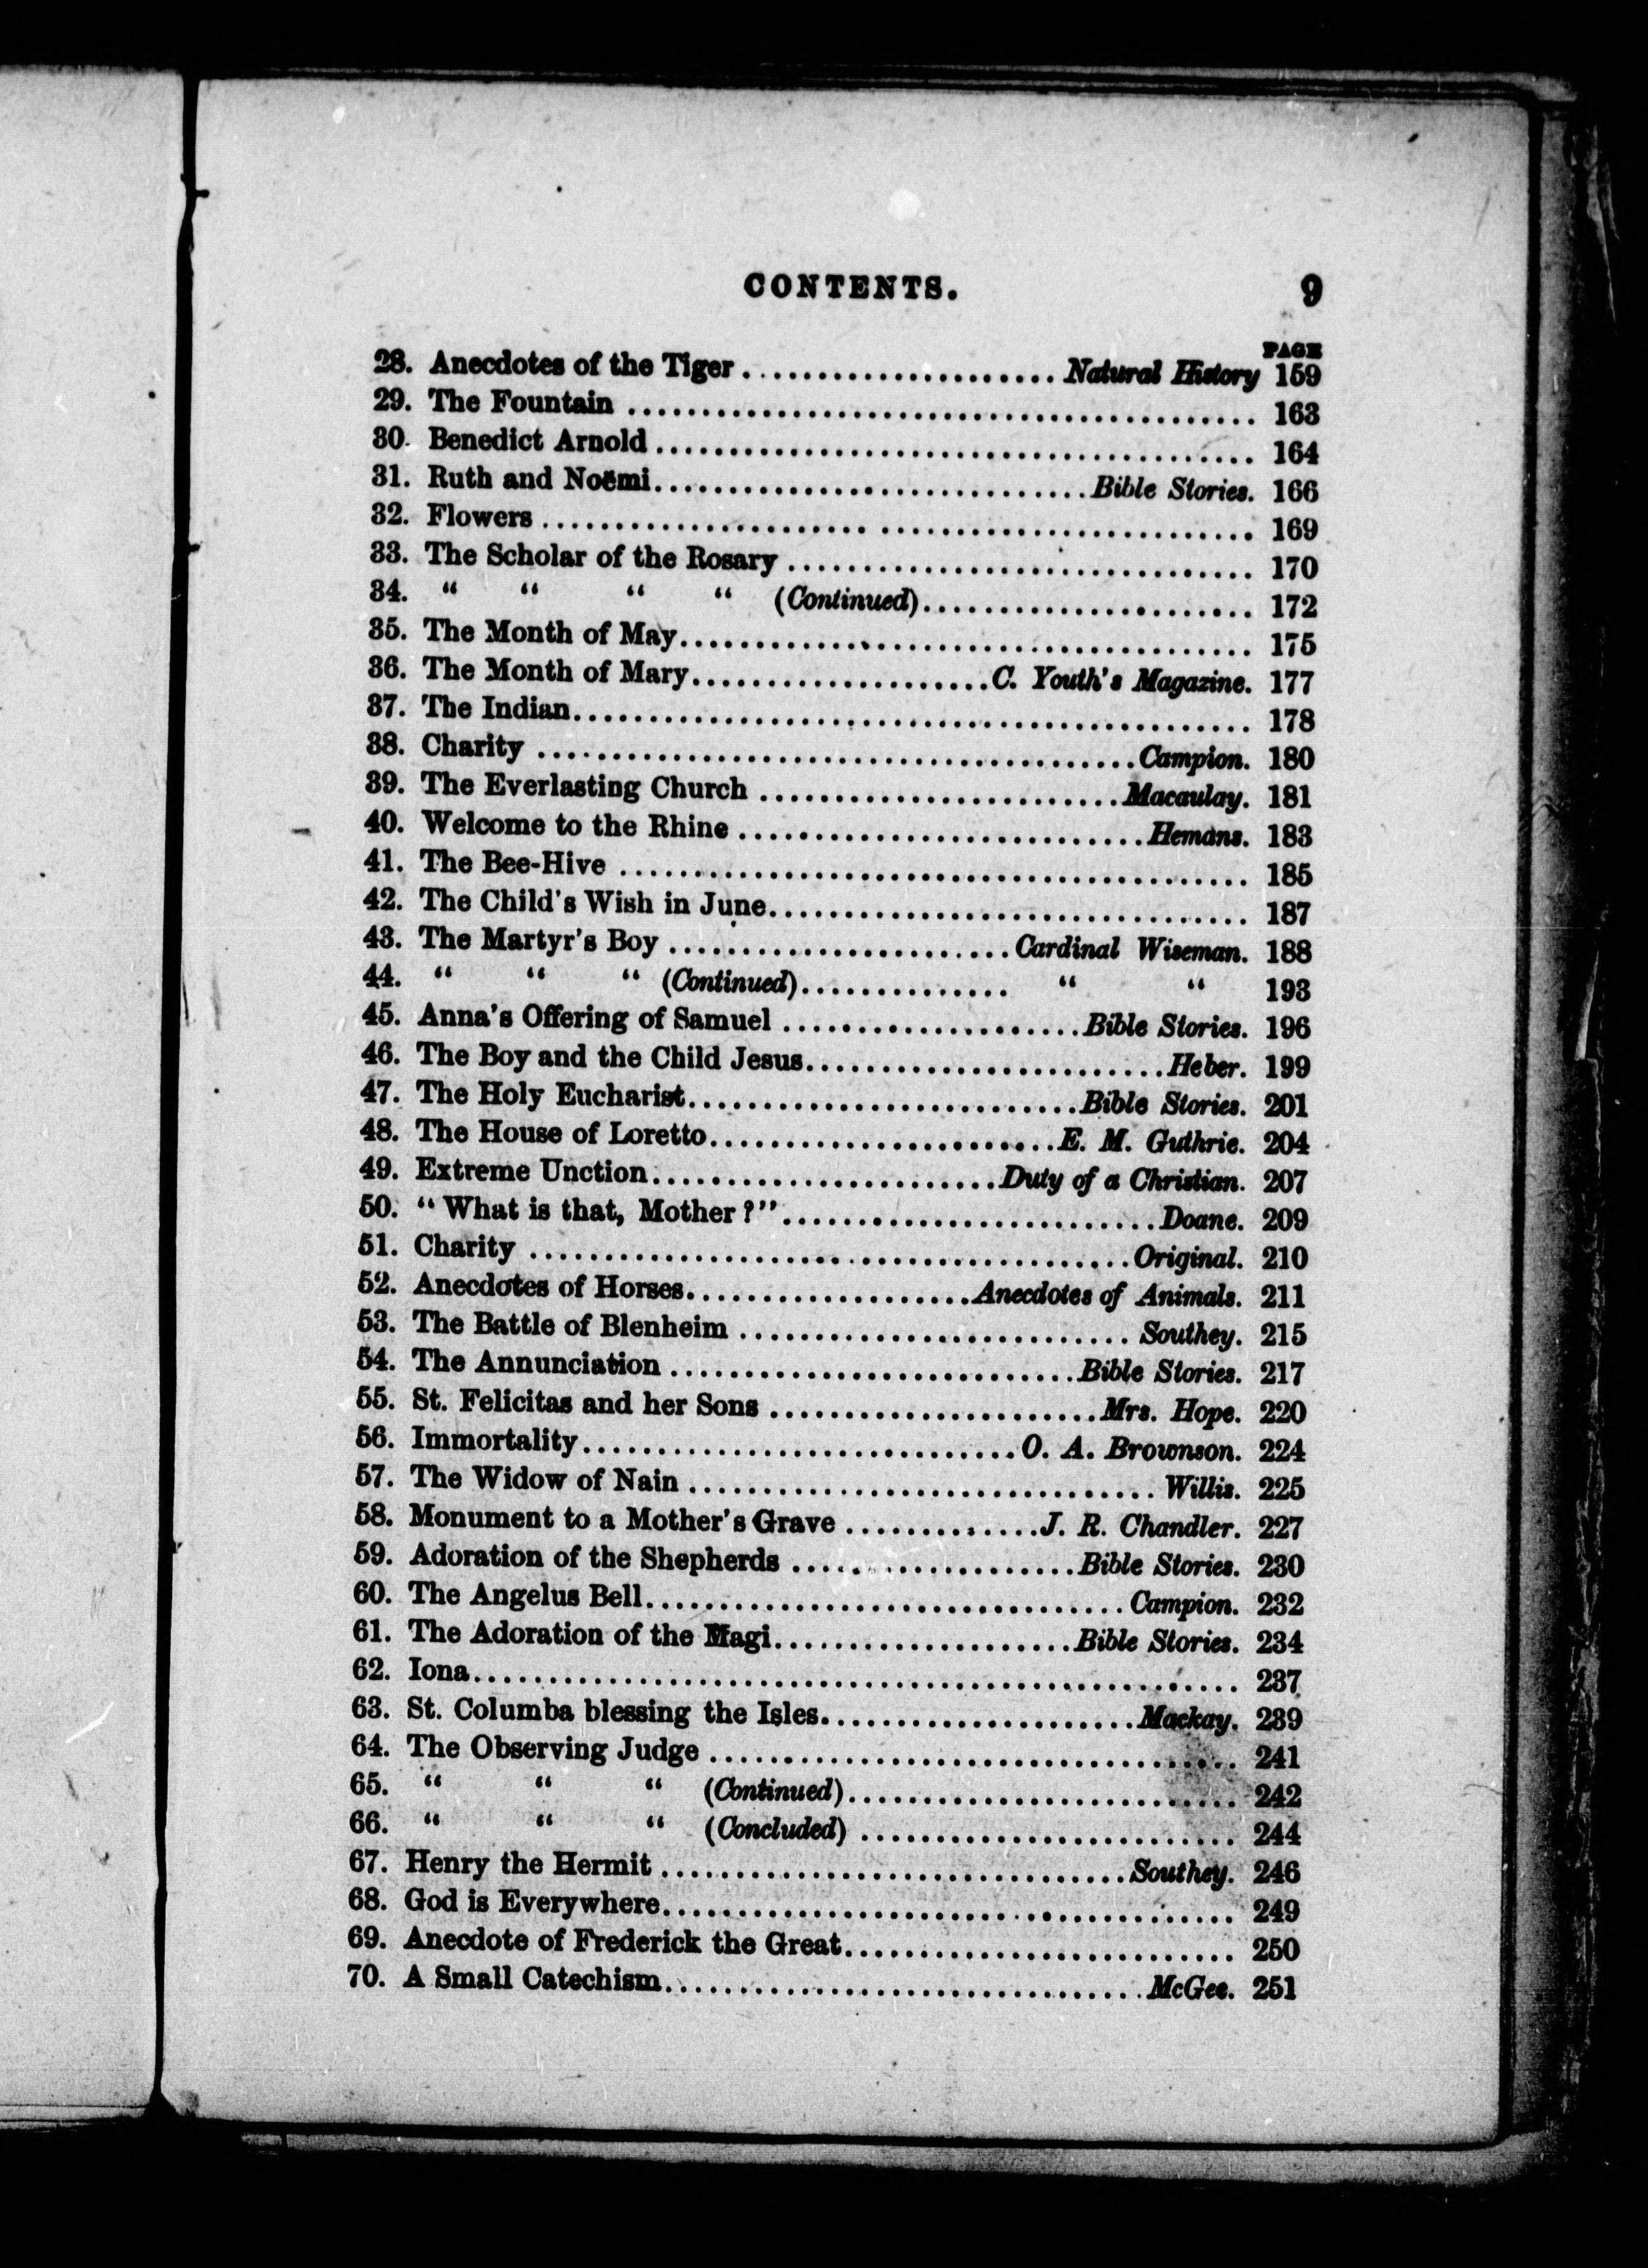 CONTENTS. 9
PAGE
28. Anecdotes of the Tiger ..................... Natural History 159
29. The Fountain .......................................... 163
30. Benedict Arnold ........................................ 164
31. Ruth and Noëmi............................. Bible Stories. 166
32. Flowers ............................................... 169
33. The Scholar of the Rosary ............................... 170
34. “ “ “ “ (Continued)...................... 172
35. The Month of May...................................... 175
36. The Month of Mary....................C. Youth's Magazine. 177
37. The Indian............................................. 178
38. Charity ........................................Campion. 180
39. The Everlasting Church ........................Macaulay. 181
40. Welcome to the Rhine ...........................Hemans. 183
41. The Bee-Hive .......................................... 185
42. The Child's Wish in June................................ 187
43. The Martyr's Boy .......................Cardinal Wiseman. 188
44. “ “ “ (Continued).............. “ “ 193
45. Anna's Offering of Samuel ....................Bible Stories. 196
46. The Boy and the Child Jesus........................Heber. 199
47. The Holy Eucharist..........................Bible Stories. 201
48. The House of Loretto.......................E. M. Guthrie. 204
49. Extreme Unction.......................Duty of a Christian. 207
50. “What is that, Mother?”.........................Doane. 209
51. Charity ........................................Original. 210
52. Anecdotes of Horses...................Anecdotes of Animals. 211
53. The Battle of Blenheim .......................... Southey. 215
54. The Annunciation ...........................Bible Stories. 217
55. St. Felicitas and her Sons ......................Mrs. Hope. 220
56. Immortality.............................O. A. Brownson. 224
57. The Widow of Nain ............................... Willis. 225
58. Monument to a Mother's Grave .............J. R. Chandler. 227
59. Adoration of the Shepherds ...................Bible Stories. 230
60. The Angelus Bell................................ Campion. 232
61. The Adoration of the Magi....................Bible Stories. 234
62. Iona................................................... 237
63. St. Columba blessing the Isles.....................Mackay. 239
64. The Observing Judge ................................... 241
65. “ “ “ (Continued).......................... 242
66. “ “ “ (Concluded) ......................... 244
67. Henry the Hermit ...............................Southey. 246
68. God is Everywhere...................................... 249
69. Anecdote of Frederick the Great.......................... 250
70. A Small Catechism................................McGee. 251